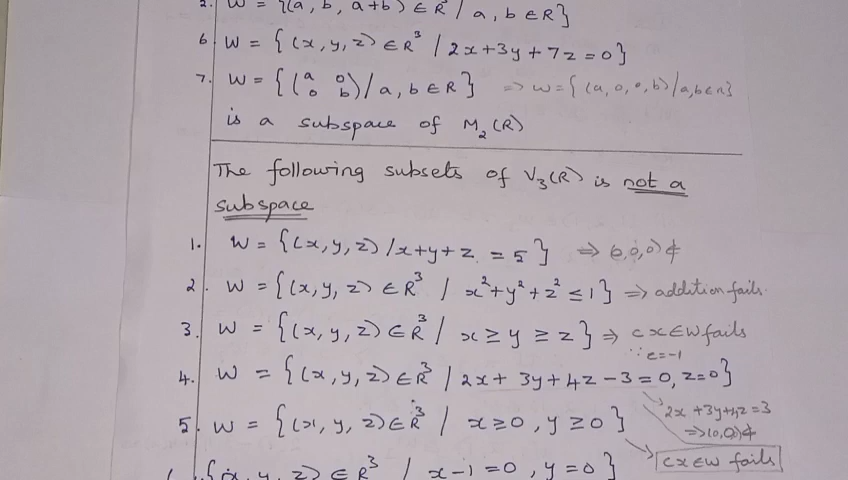 5. W = {(a, b, a+b) ∈ R³ / a, b ∈ R}
6 W = { (x, y, z) ∈ R³ / 2x+3y+7z = 0}
7. W = { (a 0 0 b) / a, b ∈ R } ⇒ W = { (a, 0, 0, b) / a, b ∈ R}
is a subspace of M₂(R)
The following subsets of V₃(R) is not a
subspace
1. W = {(x, y, z) / x+y+z = 5 } ⇒ (0,0,0) ∉
2. W = {(x, y, z) ∈ R³ / x²+y²+z² ≤ 1} ⇒ addition fails.
3. W = {(x, y, z) ∈ R³ / x ≥ y ≥ z } ⇒ cx ∈ W fails
∵ c=-1
4. W = {(x, y, z) ∈ R³ / 2x + 3y + 4z - 3 = 0, z=0}
2x +3y+4z = 3
⇒ (0,0) ∉
5. W = {(x, y, z) ∈ R³ / x ≥ 0, y ≥ 0 }
cx ∈ W fails
{(x, y, z) ∈ R³ / x-1=0, y=0}